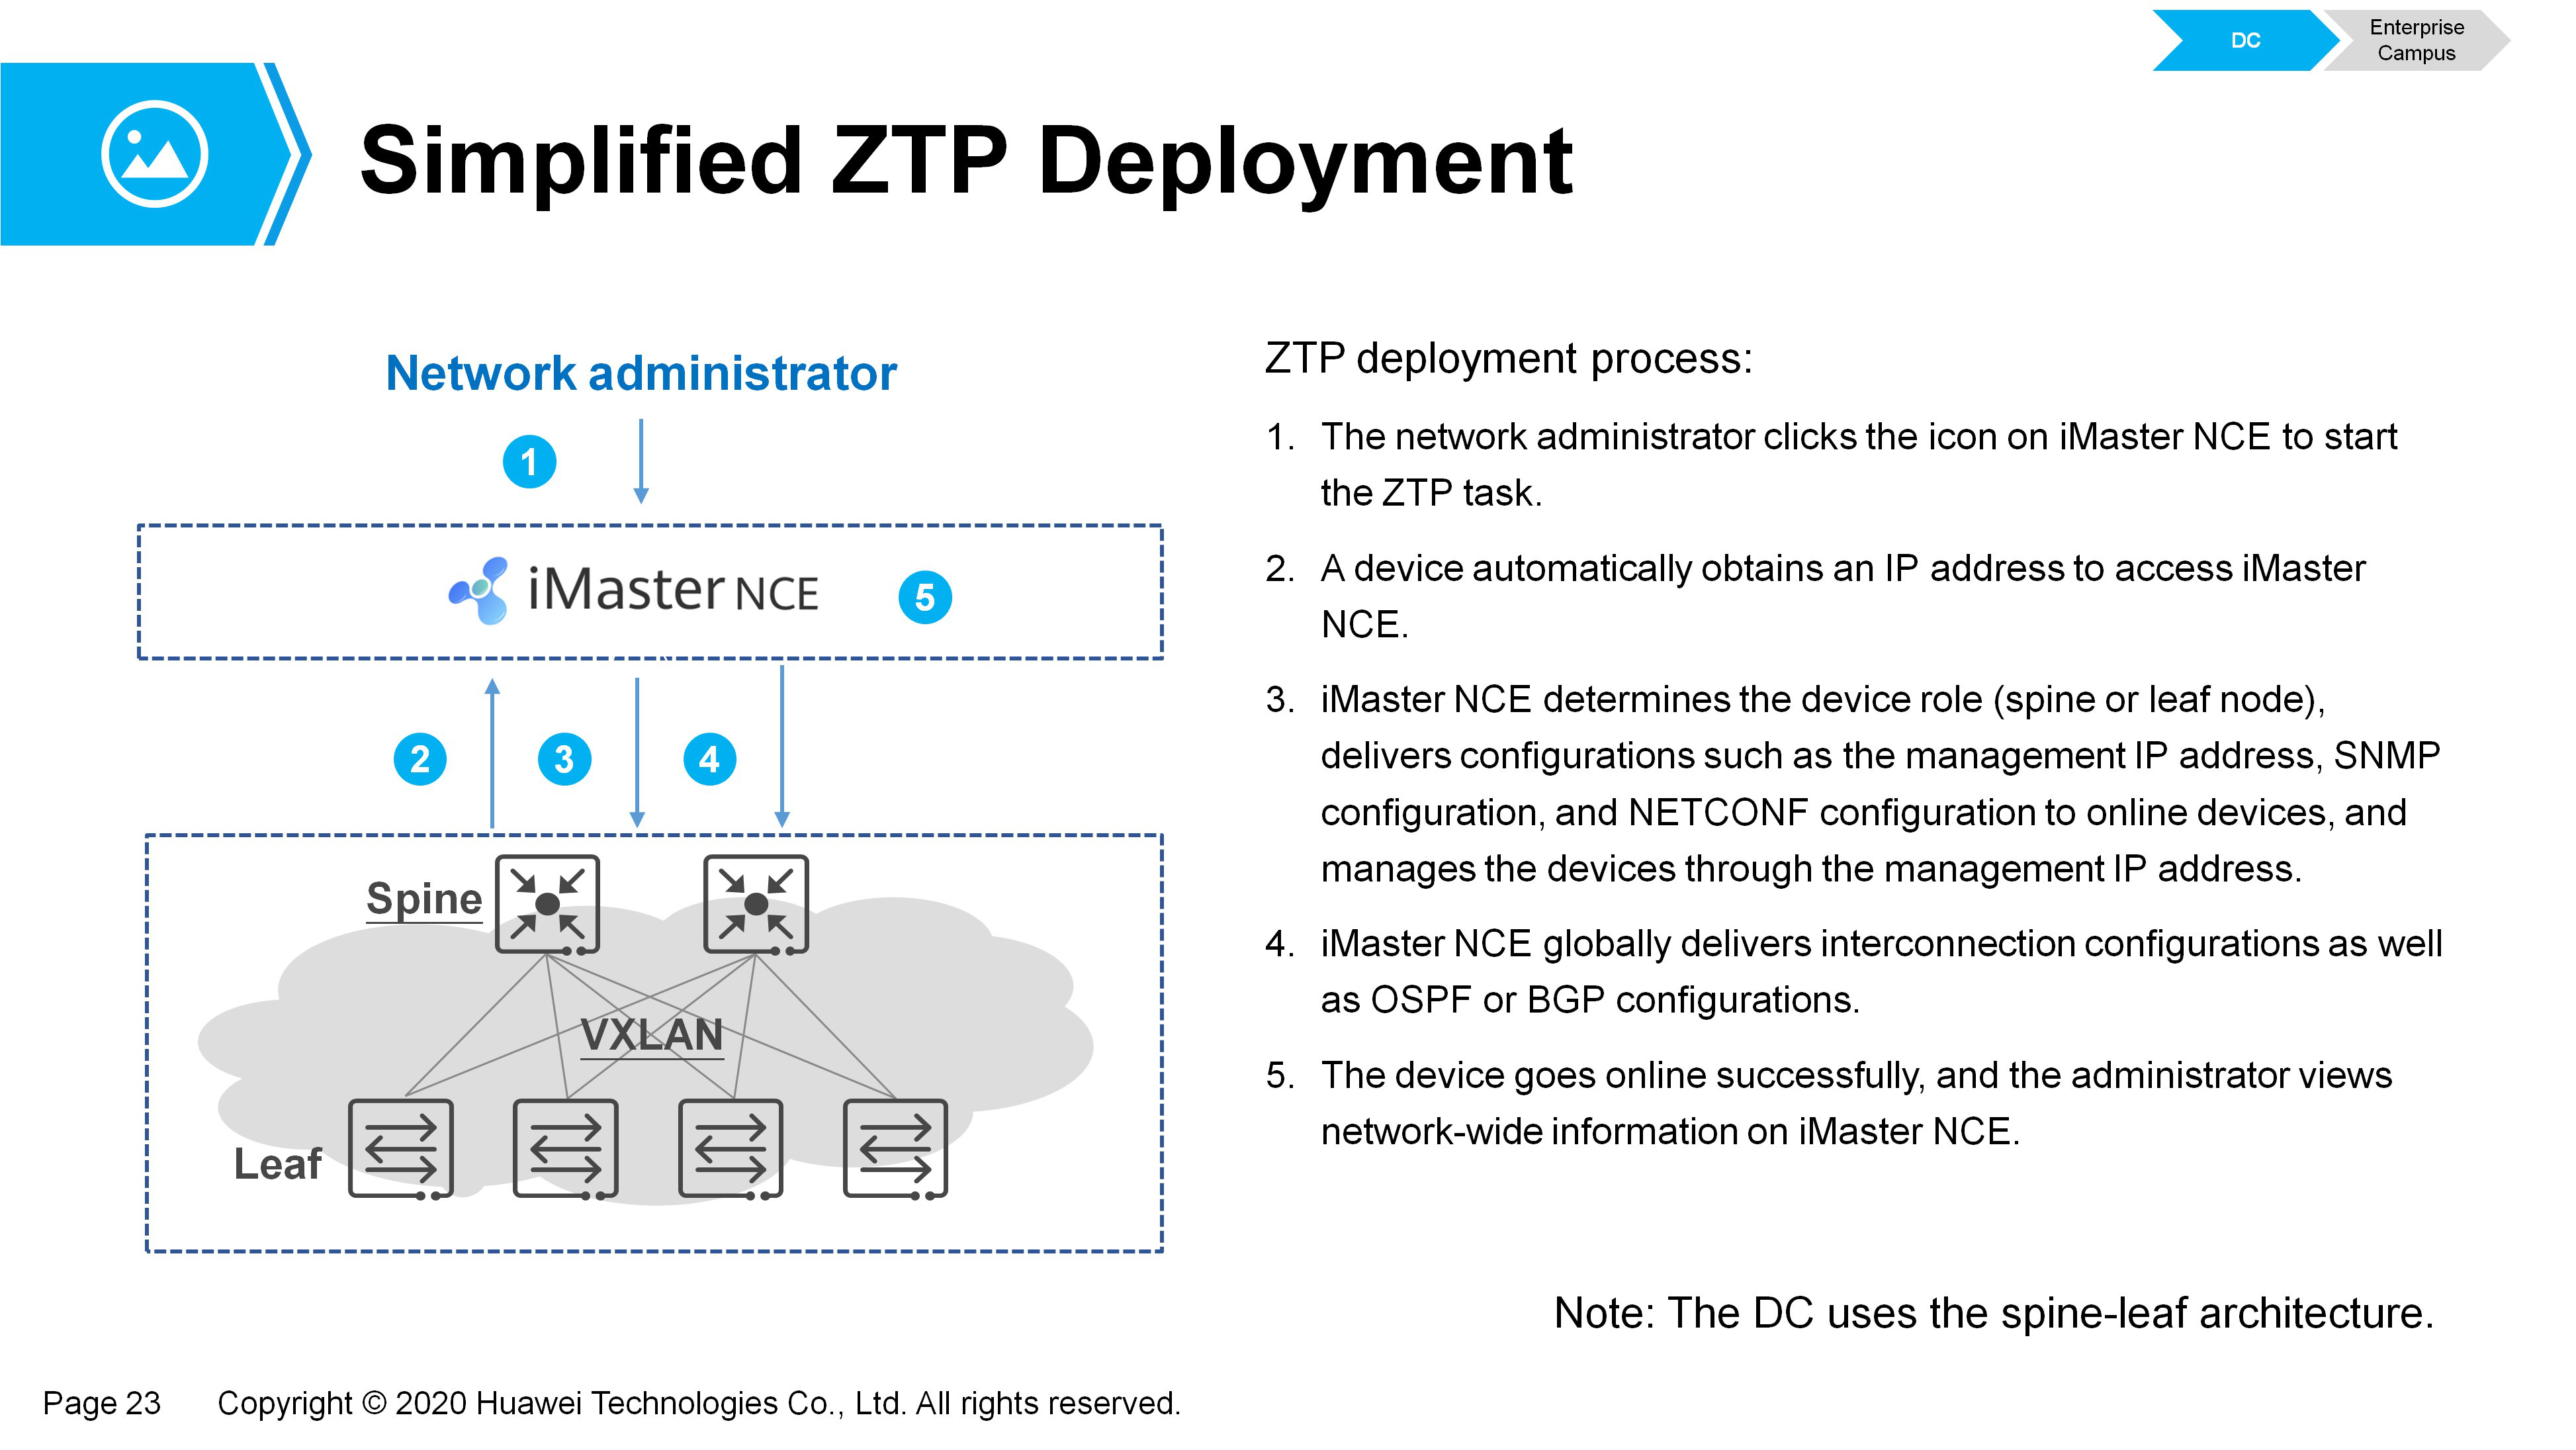 DC
Enterprise
Campus
Simplified ZTP Deployment
Network administrator
1
iMaster NCE
5
2
3
4
Spine
VXLAN
Leaf
ZTP deployment process:
1. The network administrator clicks the icon on iMaster NCE to start
the ZTP task.
2. A device automatically obtains an IP address to access iMaster
NCE.
3. iMaster NCE determines the device role (spine or leaf node),
delivers configurations such as the management IP address, SNMP
configuration, and NETCONF configuration to online devices, and
manages the devices through the management IP address.
4. iMaster NCE globally delivers interconnection configurations as well
as OSPF or BGP configurations.
5. The device goes online successfully, and the administrator views
network-wide information on iMaster NCE.
Note: The DC uses the spine-leaf architecture.
Page 23 Copyright © 2020 Huawei Technologies Co., Ltd. All rights reserved.